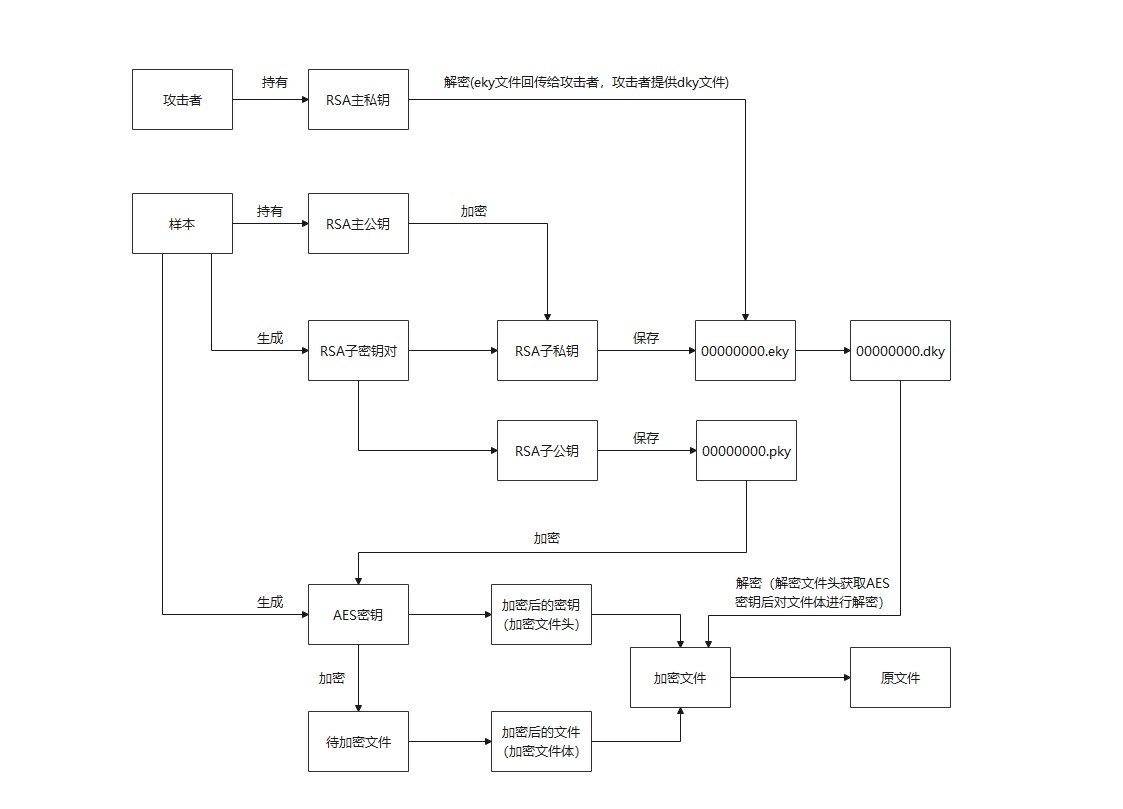 持有
解密(eky文件回传给攻击者，攻击者提供dky文件)
攻击者
RSA主私钥
持有
加密
样本
RSA主公钥
生成
保存
RSA子密钥对
RSA子私钥
00000000.eky
00000000.dky
保存
RSA子公钥
00000000.pky
加密
解密（解密文件头获取AES
密钥后对文件体进行解密）
生成
AES密钥
加密后的密钥
（加密文件头）
加密
加密文件
原文件
待加密文件
加密后的文件
（加密文件体）